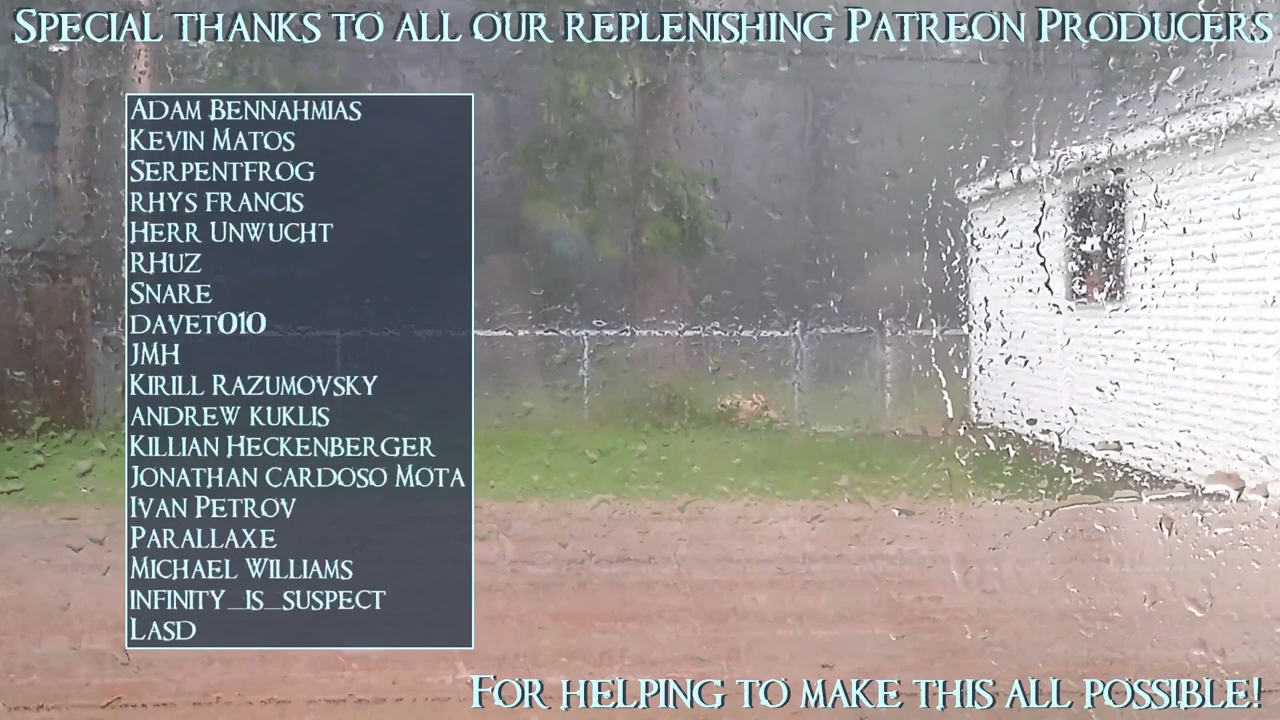 Special thanks to all our replenishing Patreon Producers
Adam Bennahmias
Kevin Matos
Serpentfrog
rhys francis
Herr Unwucht
rhuz
Snare
davet010
JMH
Kirill Razumovsky
andrew kuklis
Killian Heckenberger
Jonathan cardoso Mota
Ivan Petrov
Parallaxe
Michael Williams
infinity_is_suspect
Lasd
For helping to make this all possible!